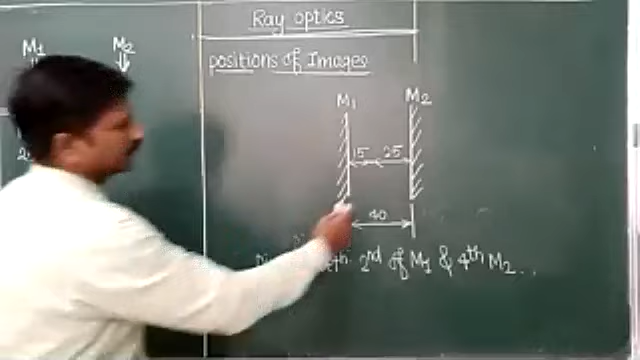 Ray optics
M1 M2
positions of Images
M1 M2
15 25
40
2nd of M1 & 4th M2...